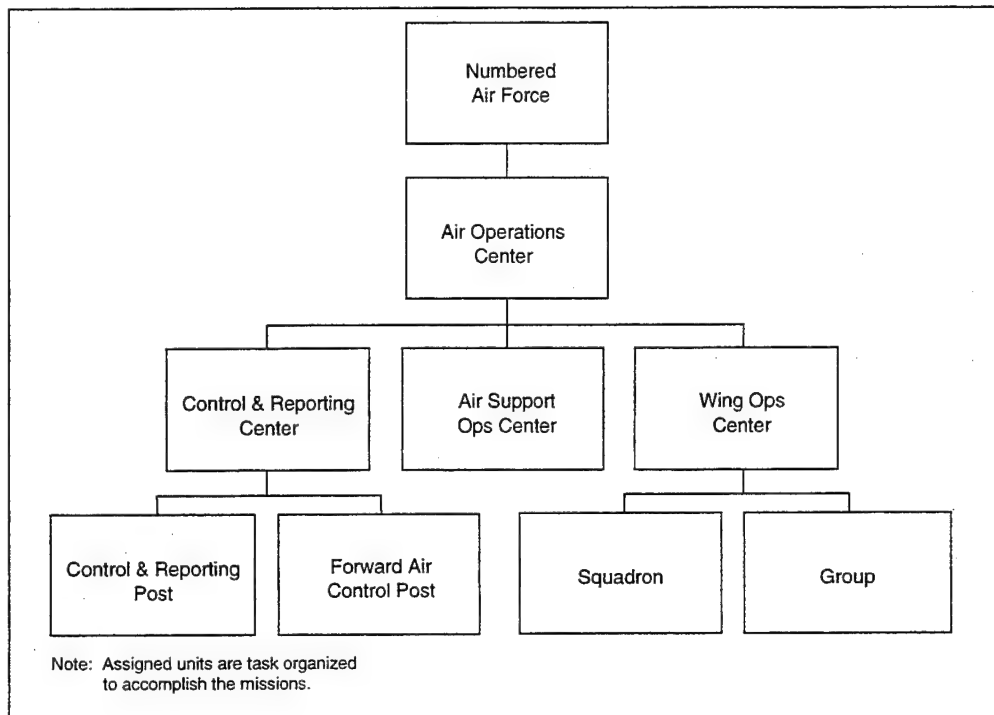 Numbered
Air Force
Air Operations
Center
Control & Reporting
Center
Air Support
Ops Center
Wing Ops
Center
Control & Reporting
Post
Forward Air
Control Post
Squadron
Group
Note: Assigned units are task organized
to accomplish the missions.